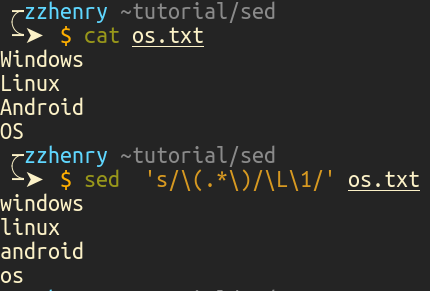 zzhenry ~tutorial/sed
$ cat os.txt
Windows
Linux
Android
OS
zzhenry ~tutorial/sed
$ sed  's/\(.*\)/\L\1/' os.txt
windows
linux
android
os